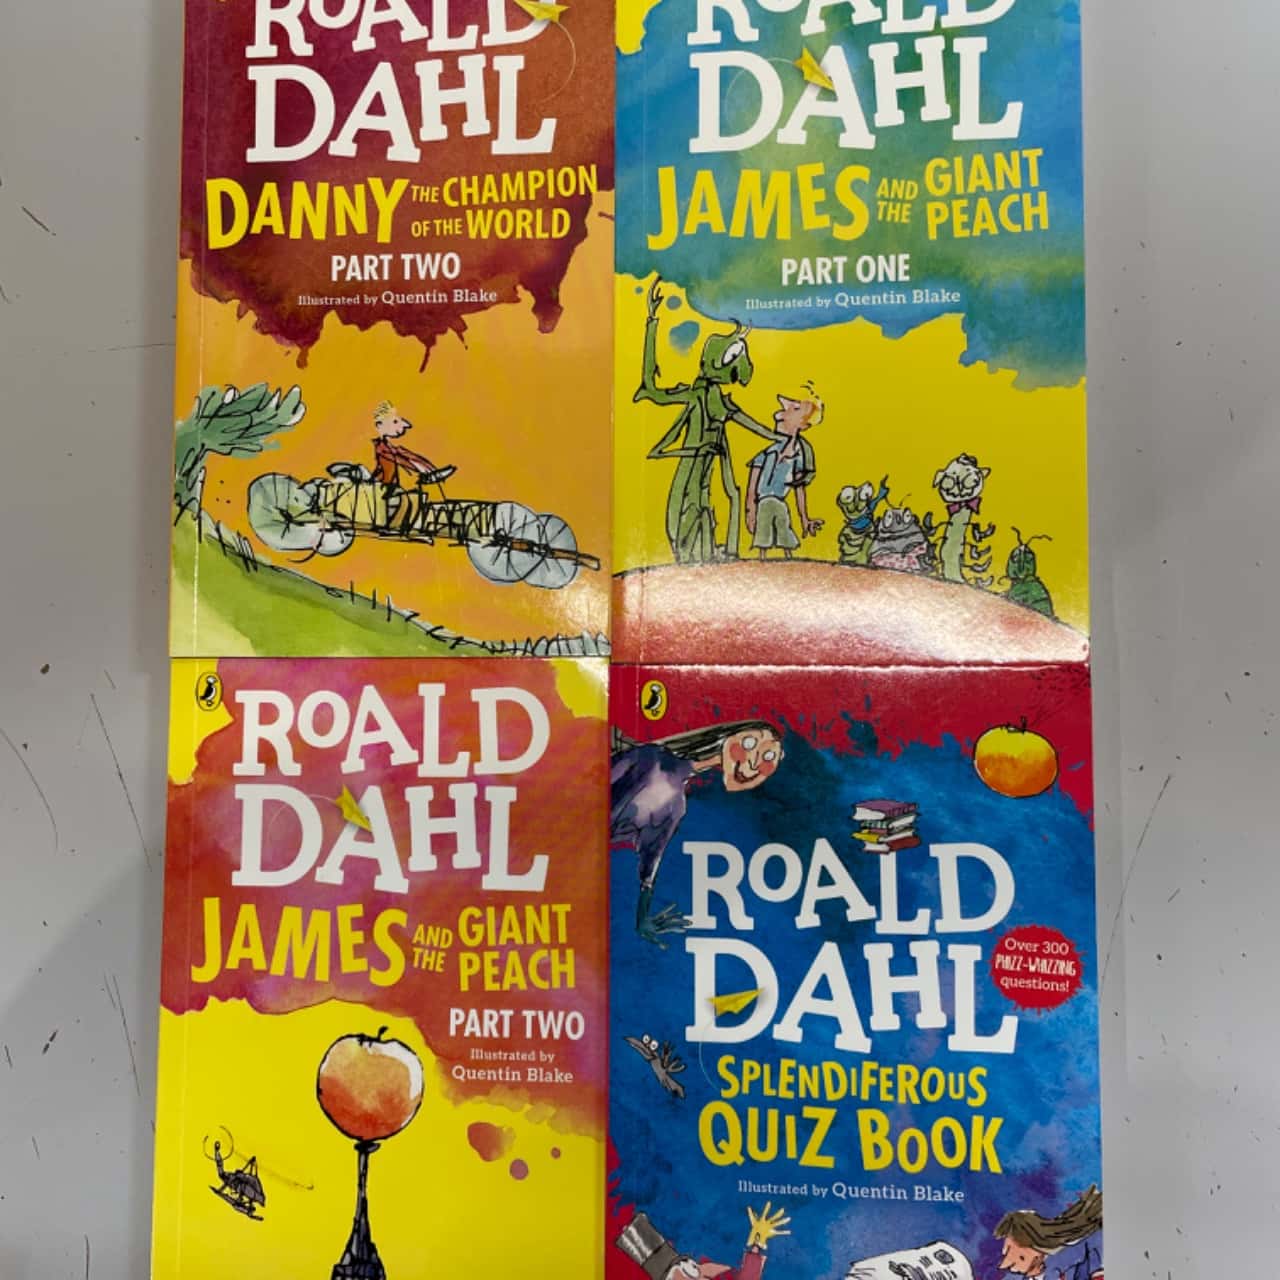 ROALD
DAHL
DANNY THE CHAMPION
OF THE WORLD
PART TWO
Illustrated by Quentin Blake
ROALD
DAHL
JAMES AND THE GIANT
PEACH
PART ONE
Illustrated by Quentin Blake
ROALD
DAHL
JAMES AND THE GIANT
PEACH
PART TWO
Illustrated by
Quentin Blake
ROALD
DAHL
Over 300
PHIZZ-WHIZZING
questions!
SPLENDIFEROUS
QUIZ BOOK
Illustrated by Quentin Blake